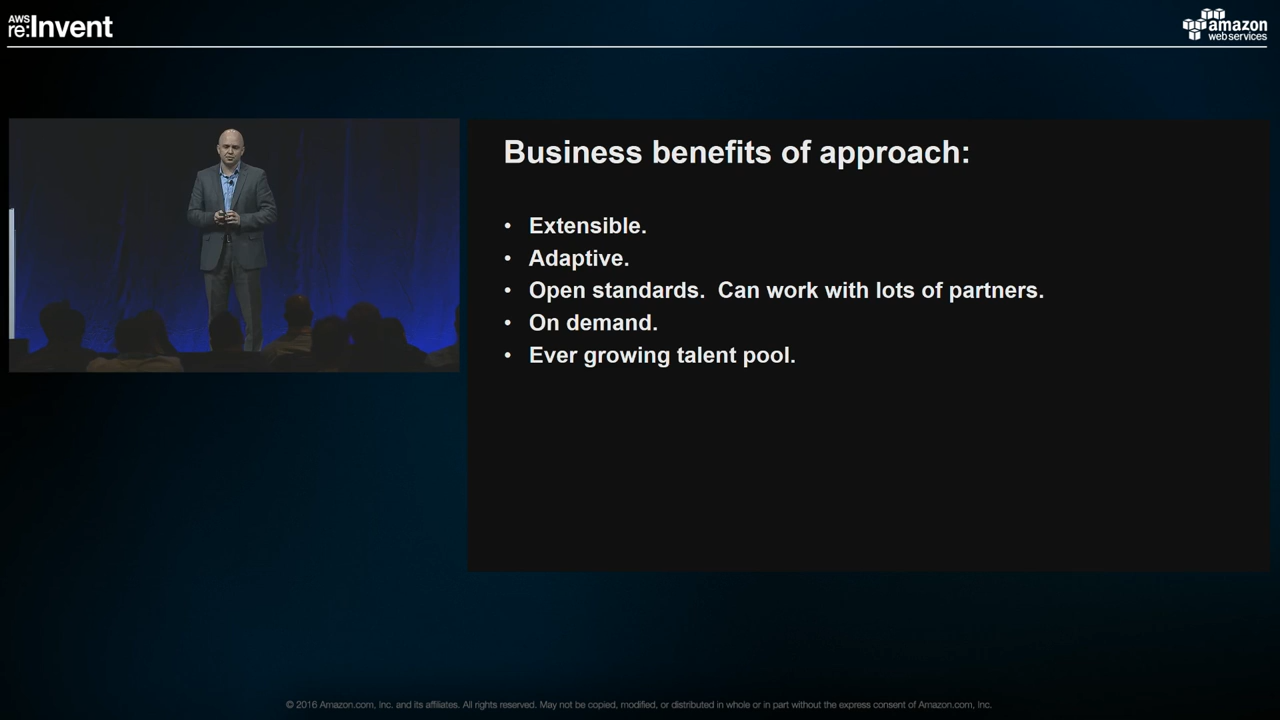 AWS
re:Invent
amazon
web services
Business benefits of approach:
• Extensible.
• Adaptive.
• Open standards.  Can work with lots of partners.
• On demand.
• Ever growing talent pool.
© 2016 Amazon.com, Inc. and its affiliates. All rights reserved. May not be copied, modified, or distributed in whole or in part without the express consent of Amazon.com, Inc.